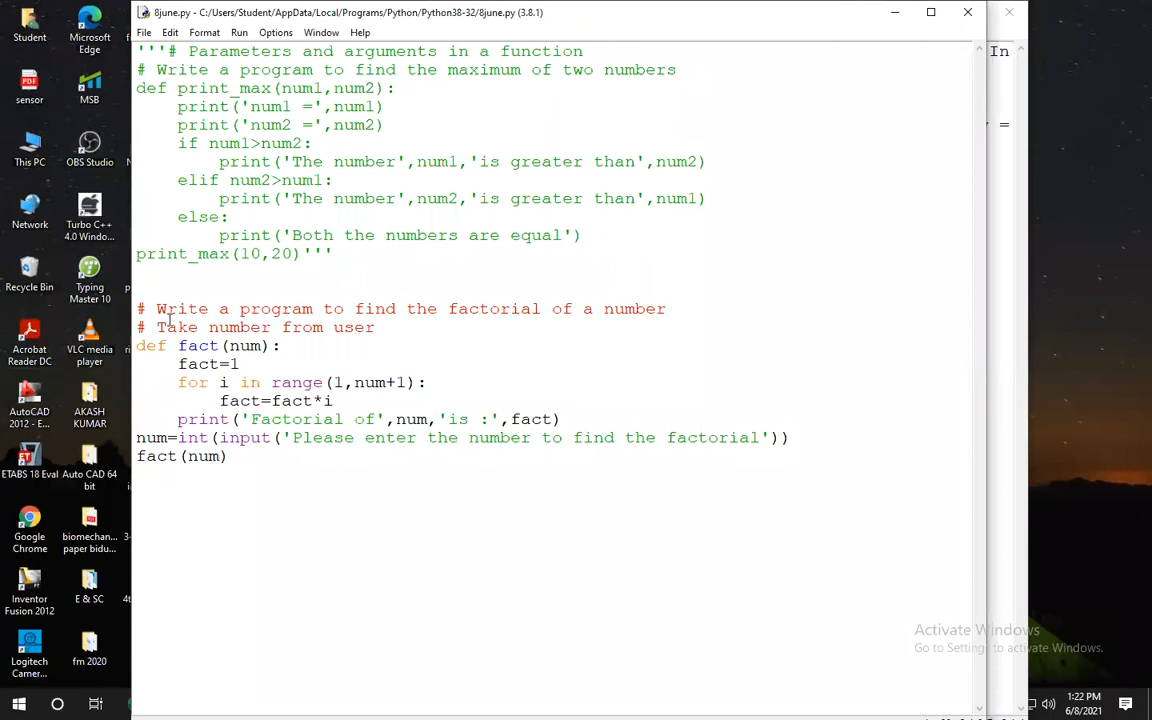 8june.py - C:/Users/Student/AppData/Local/Programs/Python/Python38-32/8june.py (3.8.1)
File Edit Format Run Options Window Help
'''# Parameters and arguments in a function
# Write a program to find the maximum of two numbers
def print_max(num1,num2):
    print('num1 =',num1)
    print('num2 =',num2)
    if num1>num2:
        print('The number',num1,'is greater than',num2)
    elif num2>num1:
        print('The number',num2,'is greater than',num1)
    else:
        print('Both the numbers are equal')
print_max(10,20)'''
# Write a program to find the factorial of a number
# Take number from user
def fact(num):
    fact=1
    for i in range(1,num+1):
        fact=fact*i
    print('Factorial of',num,'is :',fact)
num=int(input('Please enter the number to find the factorial'))
fact(num)
In
=
Student
Microsoft
Edge
sensor
MSB
This PC
OBS Studio
Network
Turbo C++
4.0 Windo...
Recycle Bin
Typing
Master 10
Acrobat
Reader DC
VLC media
player
AutoCAD
2012 - E...
AKASH
KUMAR
ETABS 18 Eval
Auto CAD 64
bit
Google
Chrome
biomechan...
paper bidu...
Inventor
Fusion 2012
E & SC
Logitech
Camer...
fm 2020
Activate Windows
Go to Settings to activate Windows.
1:22 PM
6/8/2021